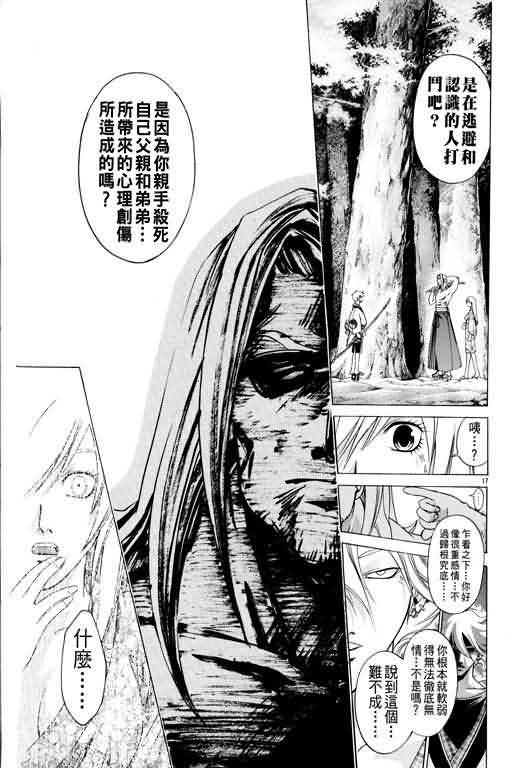 是在逃避和
認識的人打
鬥吧？
咦…？
17
乍看之下…你好
像很重感情…不
過歸根究底……
你根本就軟弱
得無法徹底無
情…不是嗎？
說到這個…
難不成……
是因為你親手殺死
自己父親和弟弟…
所帶來的心理創傷
所造成的嗎？
什麼……